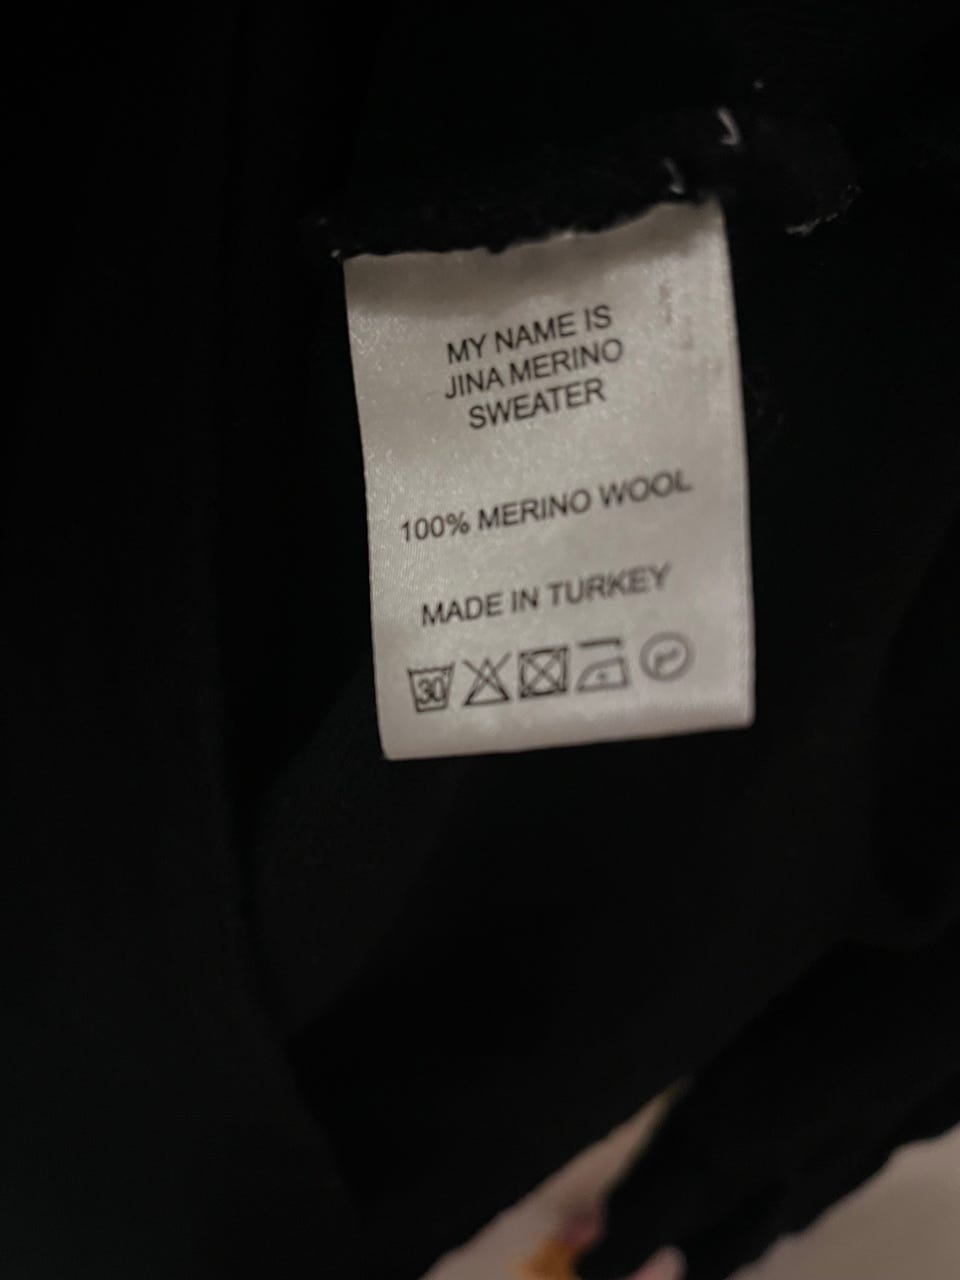 MY NAME IS
JINA MERINO
SWEATER
100% MERINO WOOL
MADE IN TURKEY
30